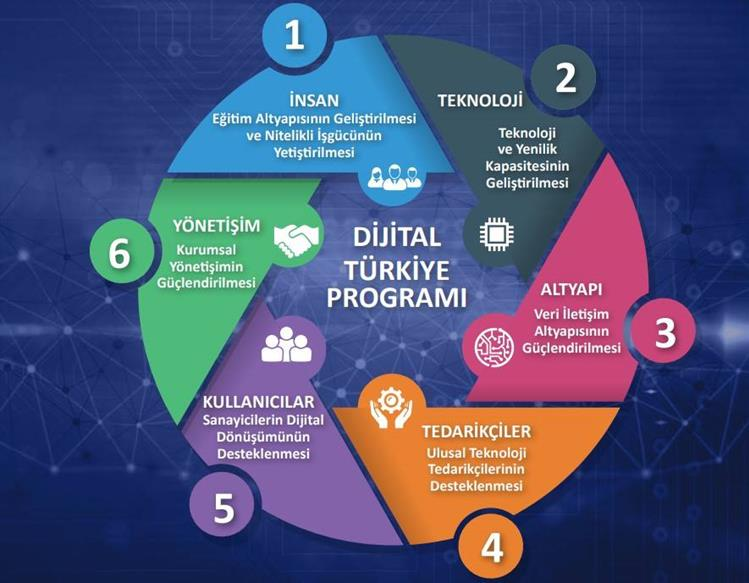 DİJİTAL
TÜRKİYE
PROGRAMI
1
İNSAN
Eğitim Altyapısının Geliştirilmesi
ve Nitelikli İşgücünün
Yetiştirilmesi
2
TEKNOLOJİ
Teknoloji
ve Yenilik
Kapasitesinin
Geliştirilmesi
3
ALTYAPI
Veri İletişim
Altyapısının
Güçlendirilmesi
4
TEDARİKÇİLER
Ulusal Teknoloji
Tedarikçilerinin
Desteklenmesi
5
KULLANICILAR
Sanayicilerin Dijital
Dönüşümünün
Desteklenmesi
6
YÖNETİŞİM
Kurumsal
Yönetişimin
Güçlendirilmesi